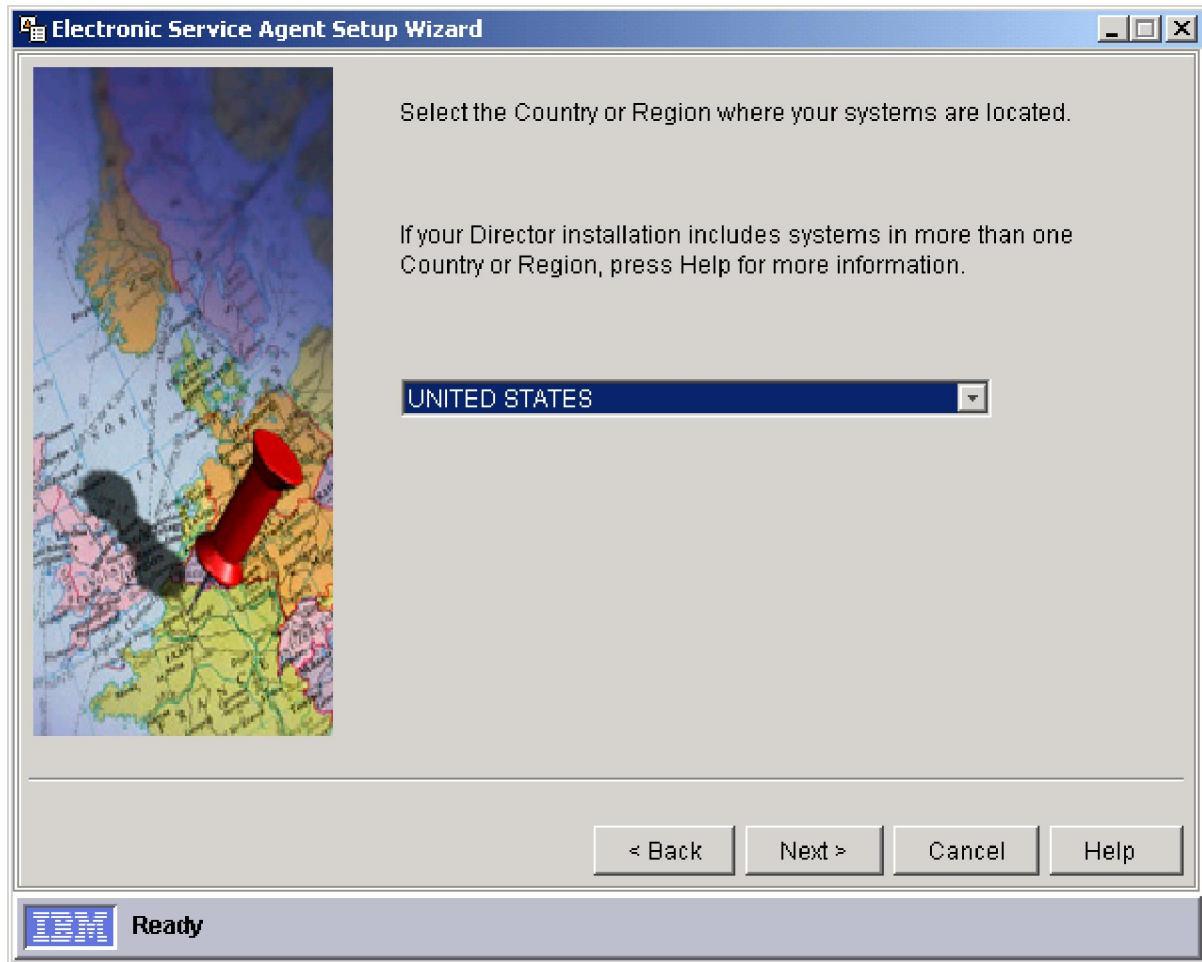 Electronic Service Agent Setup Wizard
Select the Country or Region where your systems are located.
If your Director installation includes systems in more than one
Country or Region, press Help for more information.
UNITED STATES
< Back
Next >
Cancel
Help
IBM
Ready